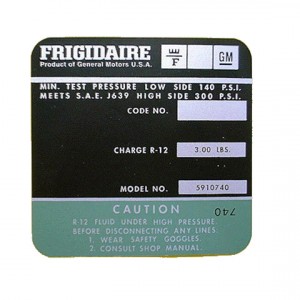 FRIGIDAIRE
Product of General Motors U.S.A.
F
GM
MIN. TEST PRESSURE LOW SIDE 140 P.S.I.
MEETS S.A.E. J639 HIGH SIDE 300 P.S.I.
CODE NO.
CHARGE R-12 3.00 LBS.
MODEL NO. 5910740
740
CAUTION
R-12 FLUID UNDER HIGH PRESSURE.
BEFORE DISCONNECTING ANY LINES:
1. WEAR SAFETY GOGGLES.
2. CONSULT SHOP MANUAL.